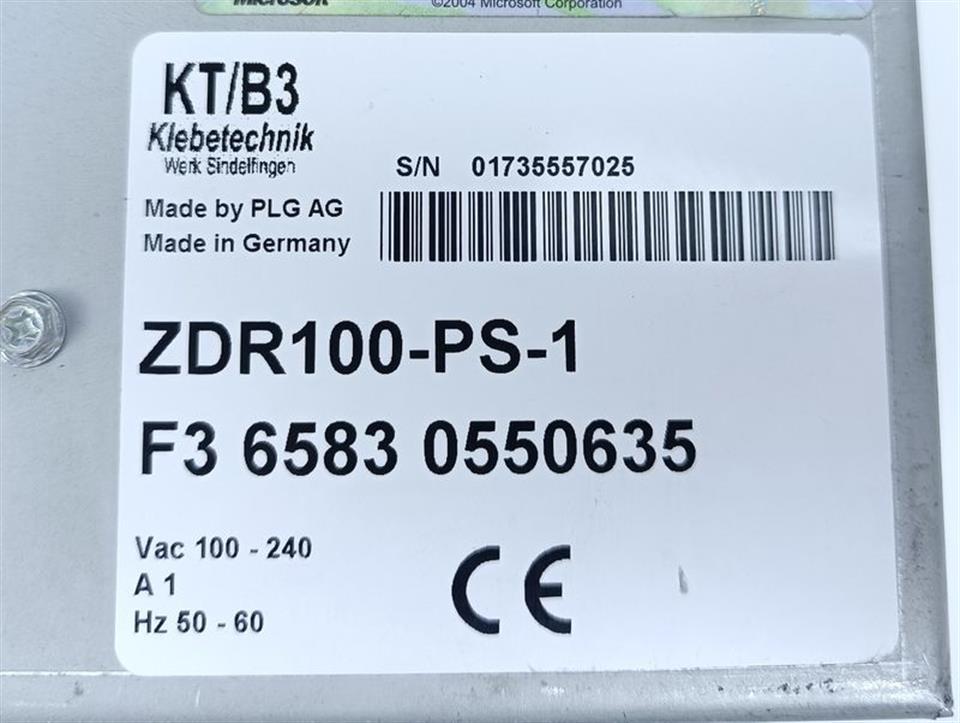 Microsoft
©2004 Microsoft Corporation
KT/B3
Klebetechnik
Werk Sindelfingen
S/N 01735557025
Made by PLG AG
Made in Germany
ZDR100-PS-1
F3 6583 0550635
Vac 100 - 240
A 1
Hz 50 - 60
CE